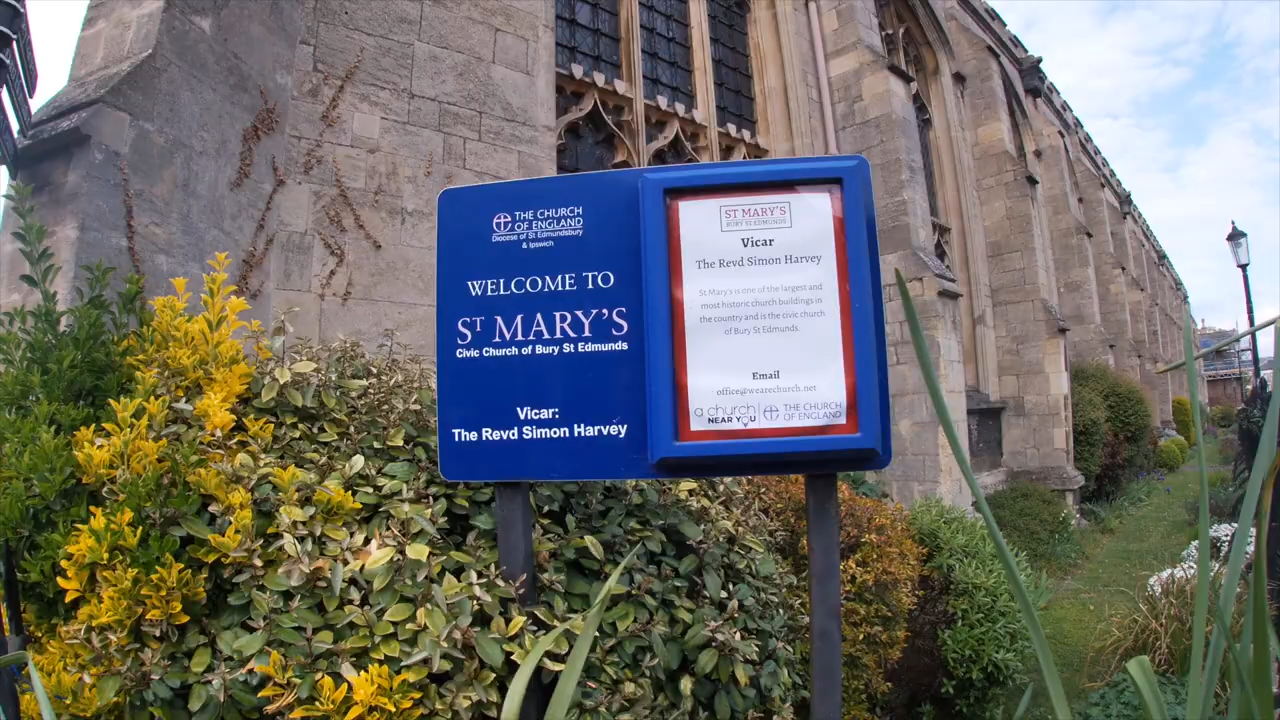 THE CHURCH
OF ENGLAND
Diocese of St Edmundsbury
& Ipswich
WELCOME TO
ST MARY'S
Civic Church of Bury St Edmunds
Vicar:
The Revd Simon Harvey
ST MARY'S
BURY ST EDMUNDS
Vicar
The Revd Simon Harvey
St Mary's is one of the largest and
most historic church buildings in
the country and is the civic church
of Bury St Edmunds.
Email
office@wearechurch.net
a church
NEAR YOU
THE CHURCH
OF ENGLAND